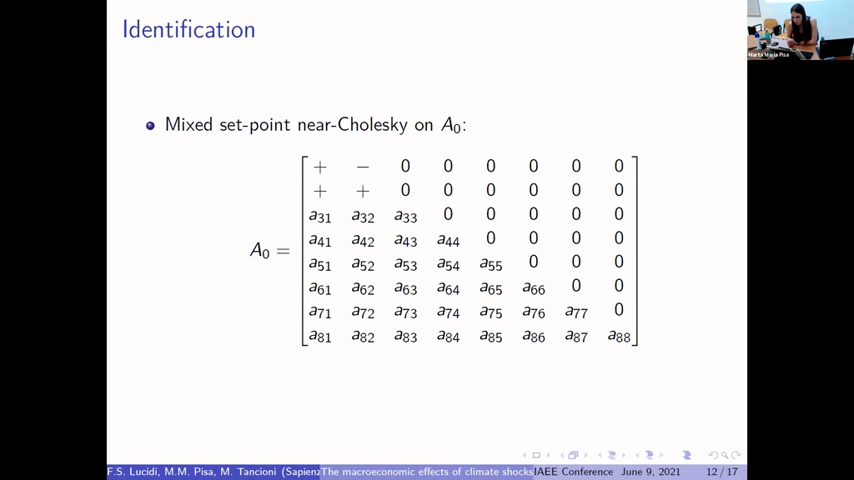 Identification
Mixed set-point near-Cholesky on A0:
+ − 0 0 0 0 0 0
+ + 0 0 0 0 0 0
a31 a32 a33 0 0 0 0 0
A0 = a41 a42 a43 a44 0 0 0 0
a51 a52 a53 a54 a55 0 0 0
a61 a62 a63 a64 a65 a66 0 0
a71 a72 a73 a74 a75 a76 a77 0
a81 a82 a83 a84 a85 a86 a87 a88
F.S. Lucidi, M.M. Pisa, M. Tancioni (Sapienz The macroeconomic effects of climate shocks IAEE Conference June 9, 2021 12 / 17
Marta Maria Pisa